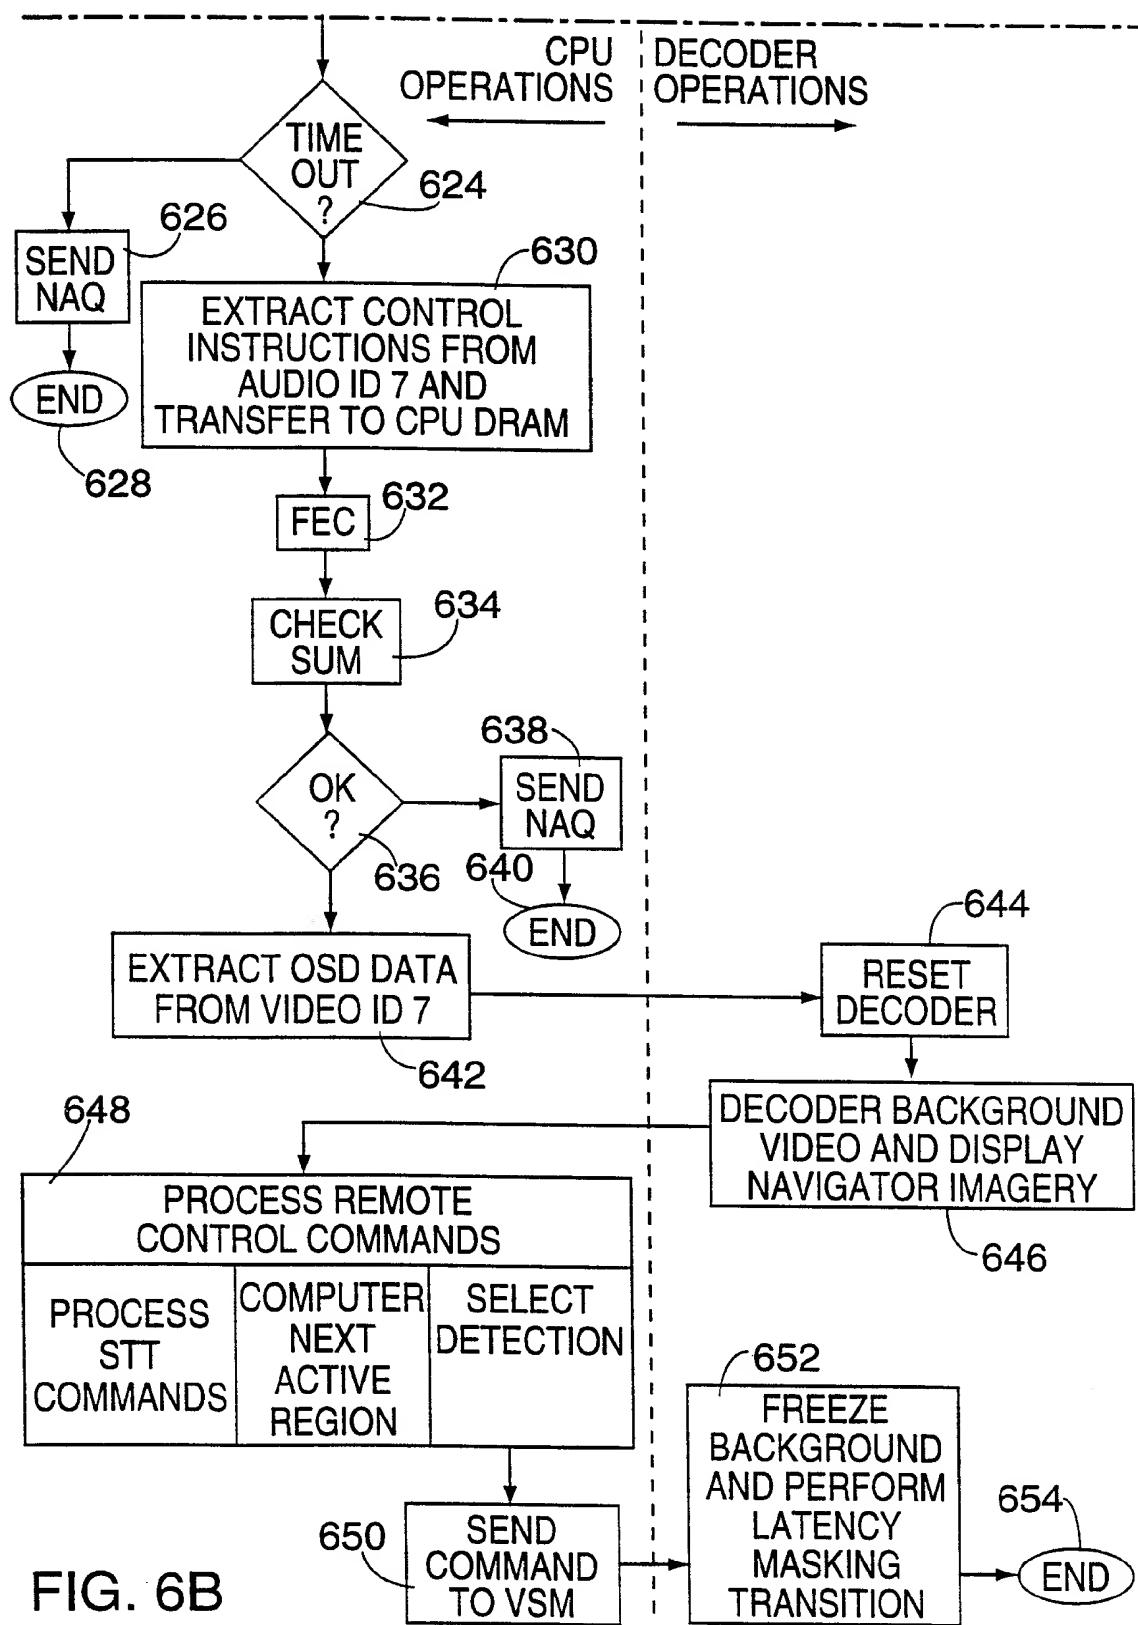 CPU
OPERATIONS
DECODER
OPERATIONS
TIME
OUT
?
624
626
SEND
NAQ
END
628
630
EXTRACT CONTROL
INSTRUCTIONS FROM
AUDIO ID 7 AND
TRANSFER TO CPU DRAM
632
FEC
634
CHECK
SUM
OK
?
636
638
SEND
NAQ
640
END
EXTRACT OSD DATA
FROM VIDEO ID 7
642
644
RESET
DECODER
DECODER BACKGROUND
VIDEO AND DISPLAY
NAVIGATOR IMAGERY
646
648
PROCESS REMOTE
CONTROL COMMANDS
PROCESS
STT
COMMANDS
COMPUTER
NEXT
ACTIVE
REGION
SELECT
DETECTION
650
SEND
COMMAND
TO VSM
652
FREEZE
BACKGROUND
AND PERFORM
LATENCY
MASKING
TRANSITION
654
END
FIG. 6B